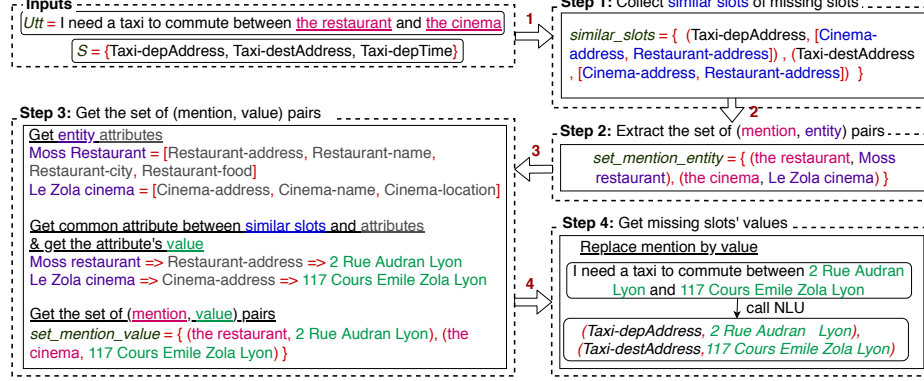 Inputs
Utt = I need a taxi to commute between the restaurant and the cinema
S = {Taxi-depAddress, Taxi-destAddress, Taxi-depTime}
1
Step 1: Collect similar slots of missing slots
similar_slots = { (Taxi-depAddress, [Cinema-
address, Restaurant-address]) , (Taxi-destAddress
, [Cinema-address, Restaurant-address]) }
2
Step 2: Extract the set of (mention, entity) pairs
set_mention_entity = { (the restaurant, Moss
restaurant), (the cinema, Le Zola cinema) }
3
Step 3: Get the set of (mention, value) pairs
Get entity attributes
Moss Restaurant = [Restaurant-address, Restaurant-name,
Restaurant-city, Restaurant-food]
Le Zola cinema = [Cinema-address, Cinema-name, Cinema-location]
Get common attribute between similar slots and attributes
& get the attribute's value
Moss restaurant => Restaurant-address => 2 Rue Audran Lyon
Le Zola cinema => Cinema-address => 117 Cours Emile Zola Lyon
Get the set of (mention, value) pairs
set_mention_value = { (the restaurant, 2 Rue Audran Lyon), (the
cinema, 117 Cours Emile Zola Lyon) }
4
Step 4: Get missing slots' values
Replace mention by value
I need a taxi to commute between 2 Rue Audran
Lyon and 117 Cours Emile Zola Lyon
call NLU
(Taxi-depAddress, 2 Rue Audran Lyon),
(Taxi-destAddress,117 Cours Emile Zola Lyon)